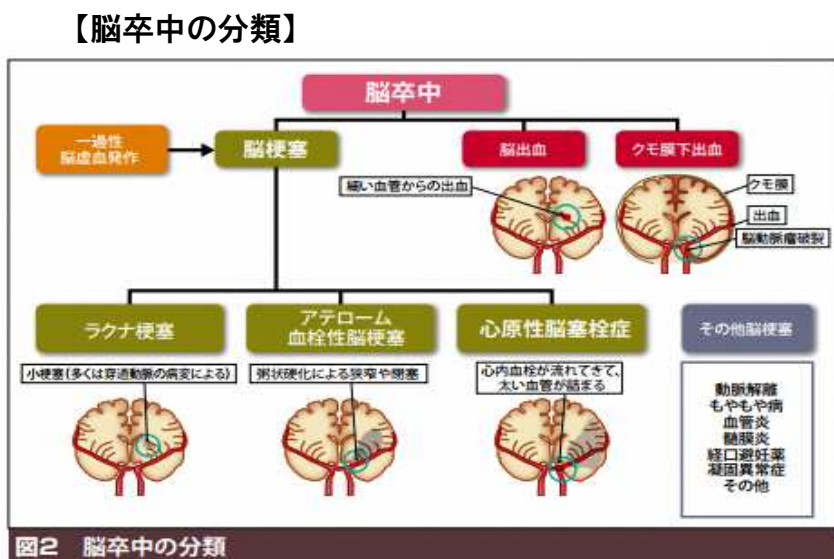 【脳卒中の分類】
脳卒中
一過性
脳虚血発作
脳梗塞
脳出血
クモ膜下出血
細い血管からの出血
クモ膜
出血
脳動脈瘤破裂
ラクナ梗塞
アテローム
血栓性脳梗塞
心原性脳塞栓症
その他脳梗塞
小梗塞(多くは穿通動脈の病変による)
粥状硬化による狭窄や閉塞
心内血栓が流れてきて、
太い血管が詰まる
動脈解離
もやもや病
血管炎
髄膜炎
経口避妊薬
凝固異常症
その他
図2 脳卒中の分類